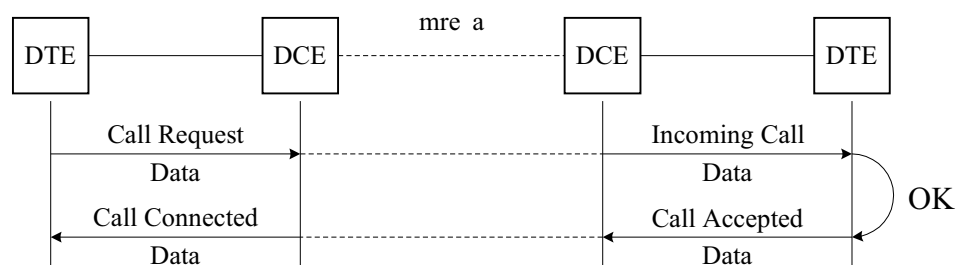 mre a
DTE DCE DCE DTE
Call Request Incoming Call
Data Data
OK
Call Connected Call Accepted
Data Data